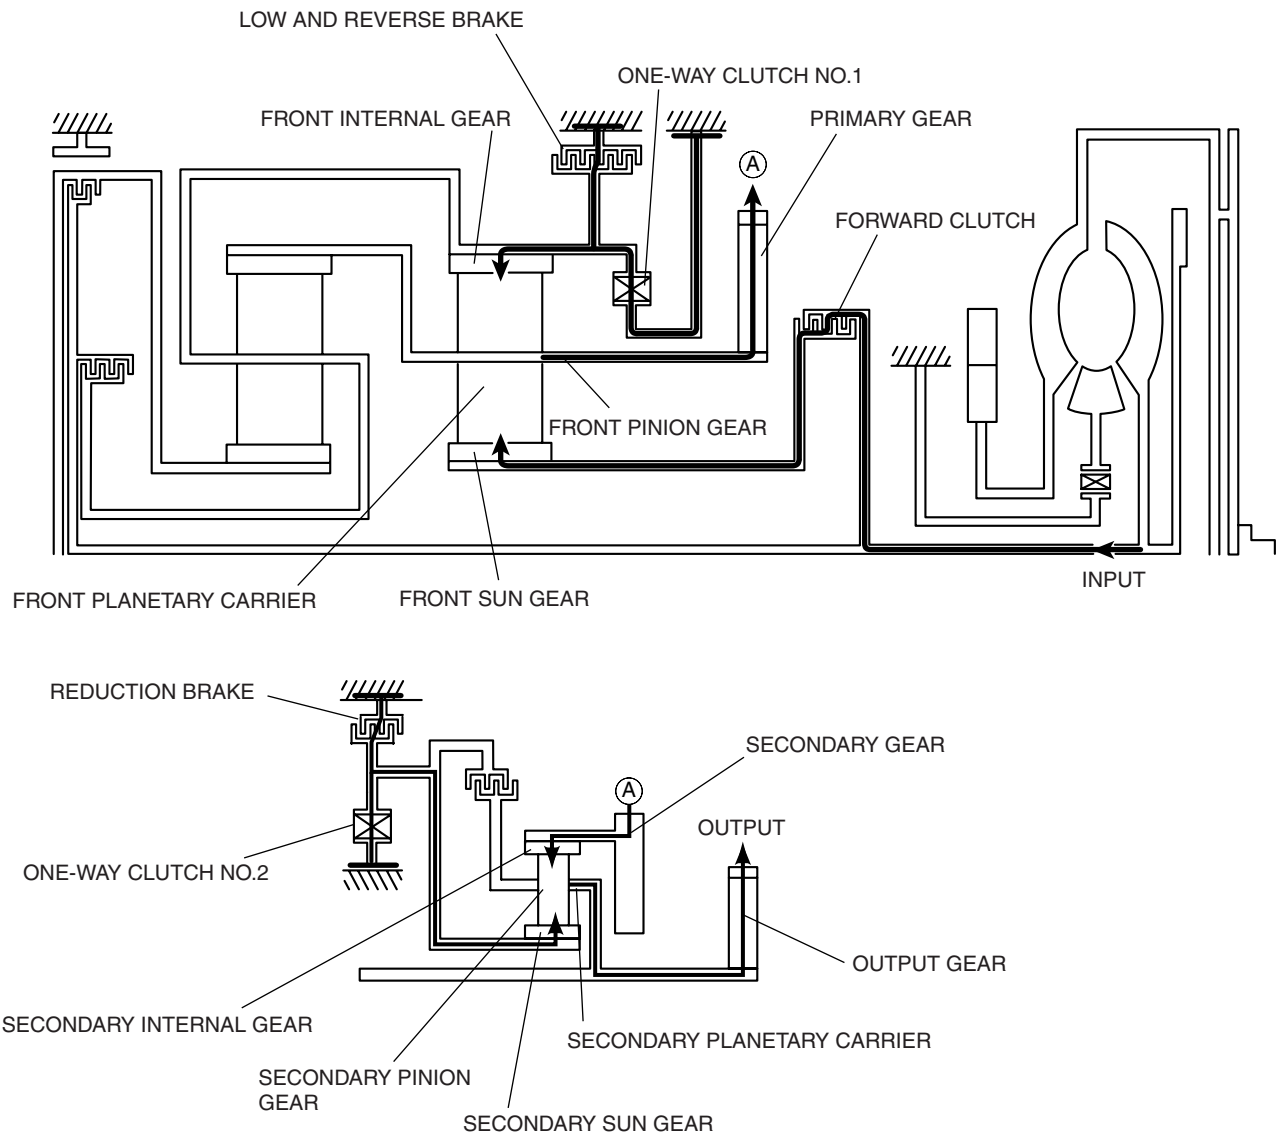 LOW AND REVERSE BRAKE
ONE-WAY CLUTCH NO.1
FRONT INTERNAL GEAR
PRIMARY GEAR
A
FORWARD CLUTCH
FRONT PINION GEAR
INPUT
FRONT PLANETARY CARRIER
FRONT SUN GEAR
REDUCTION BRAKE
SECONDARY GEAR
A
OUTPUT
ONE-WAY CLUTCH NO.2
OUTPUT GEAR
SECONDARY INTERNAL GEAR
SECONDARY PLANETARY CARRIER
SECONDARY PINION
GEAR
SECONDARY SUN GEAR